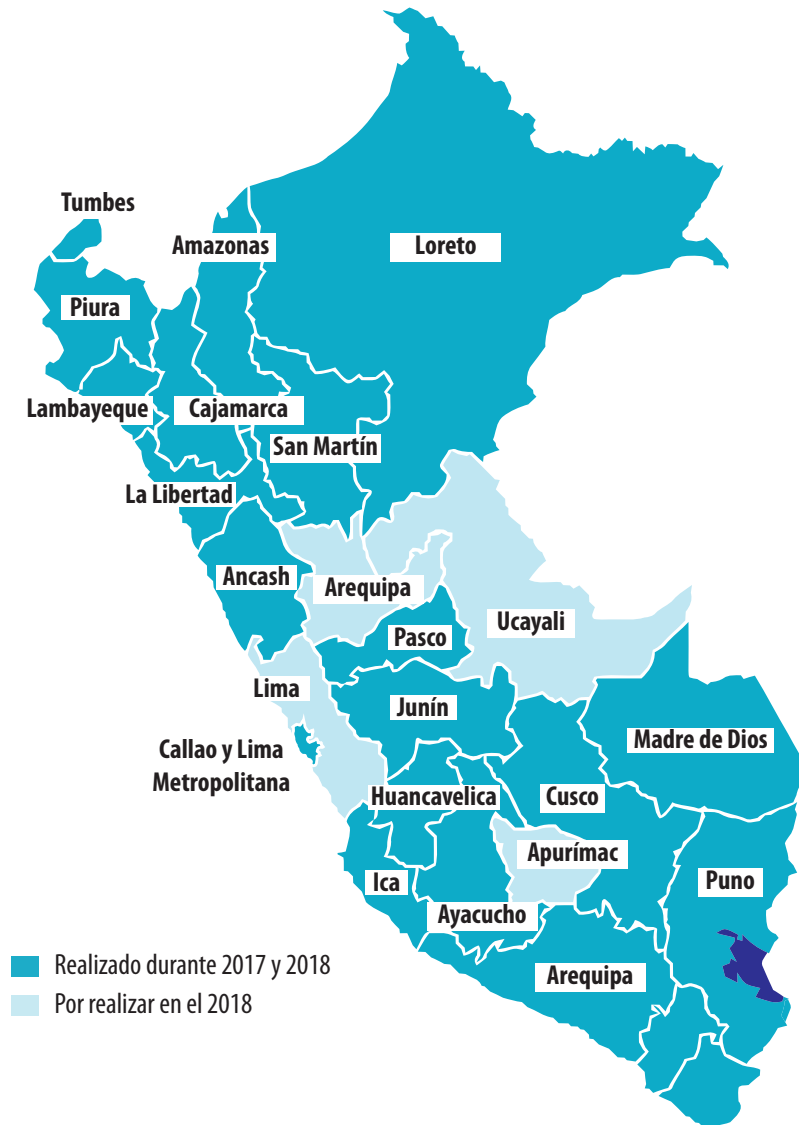 Tumbes
Amazonas
Loreto
Piura
Lambayeque
Cajamarca
San Martín
La Libertad
Ancash
Arequipa
Ucayali
Pasco
Lima
Junín
Madre de Dios
Callao y Lima
Metropolitana
Huancavelica
Cusco
Apurímac
Ica
Puno
Ayacucho
Arequipa
Realizado durante 2017 y 2018
Por realizar en el 2018